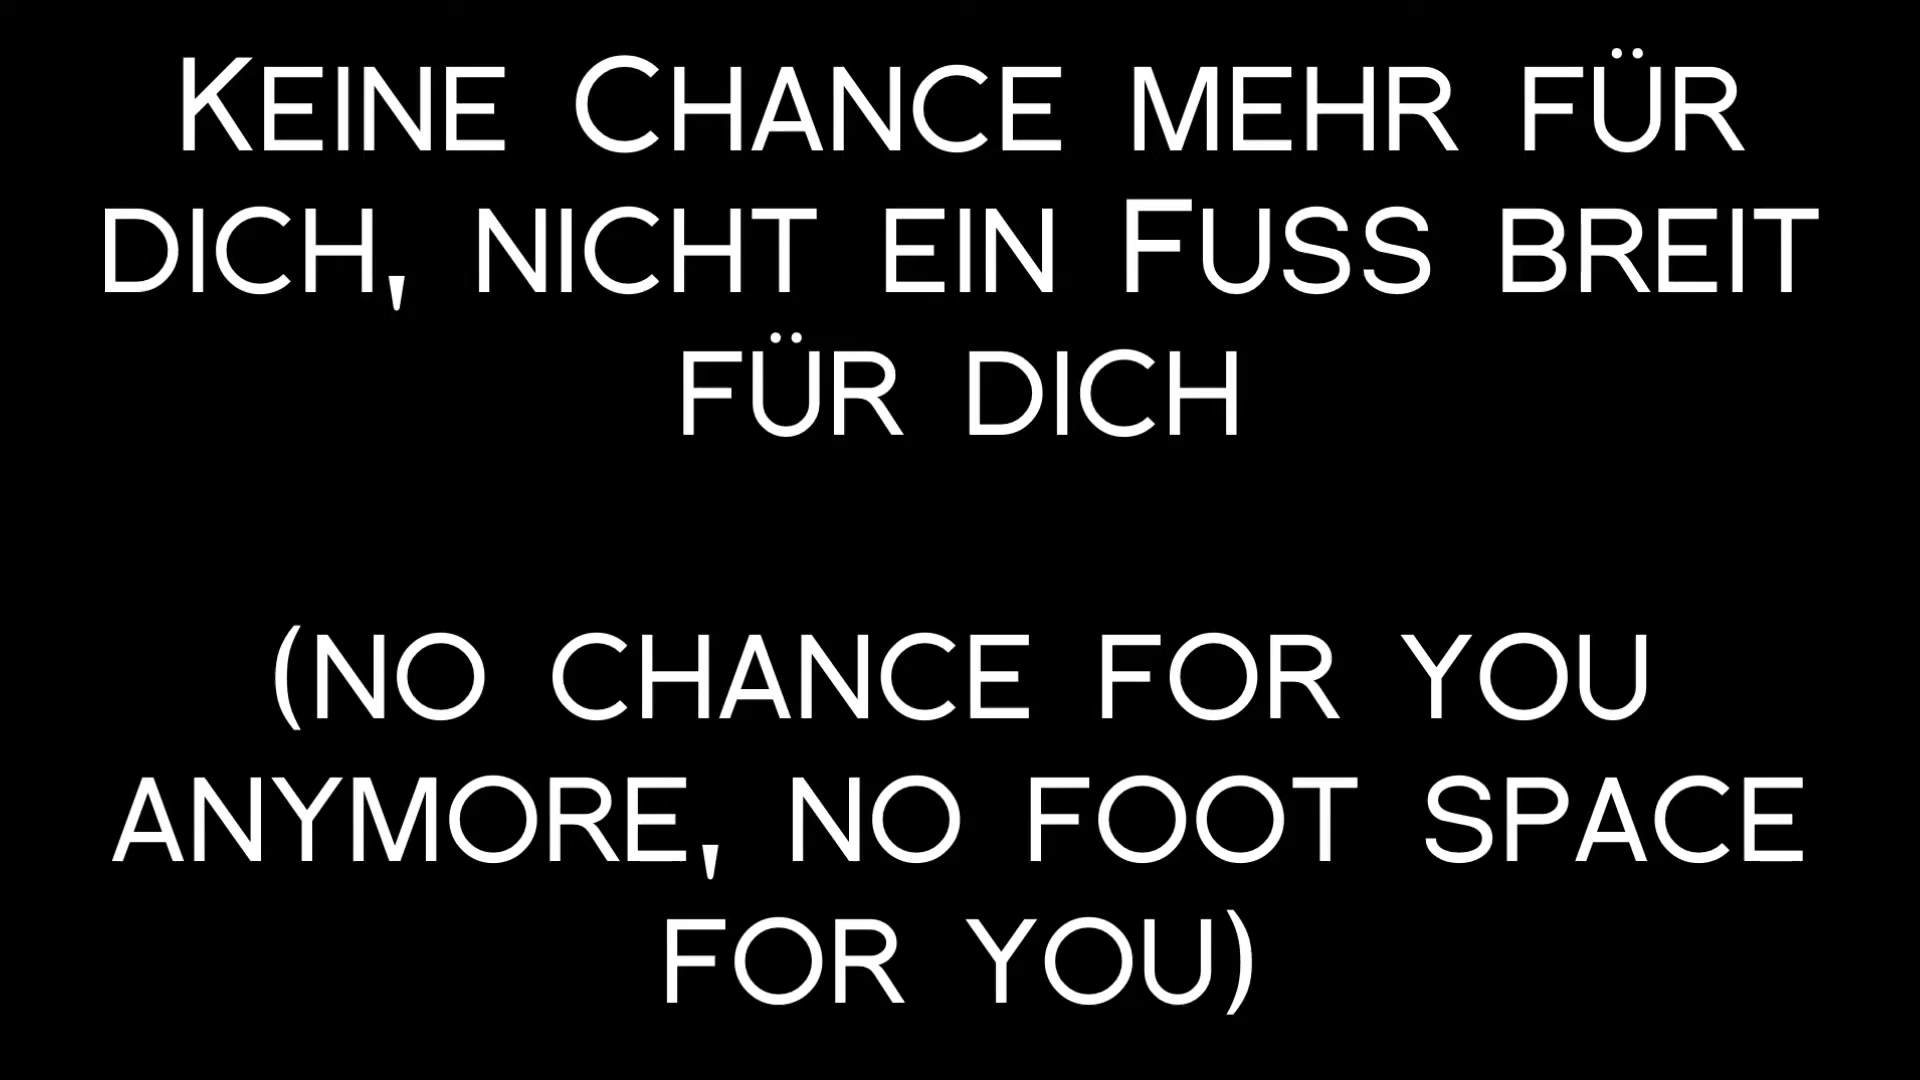 Keine Chance mehr für
dich, nicht ein Fuss breit
für dich
(no chance for you
anymore, no foot space
for you)